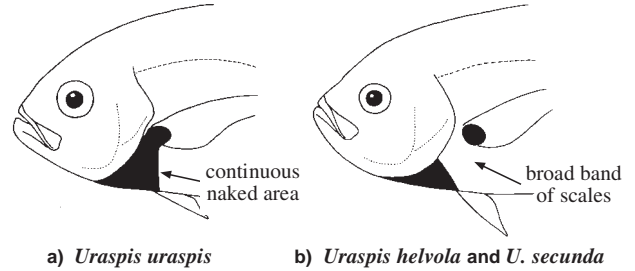 continuous
naked area
broad band
of scales
a) Uraspis uraspis
b) Uraspis helvola and U. secunda